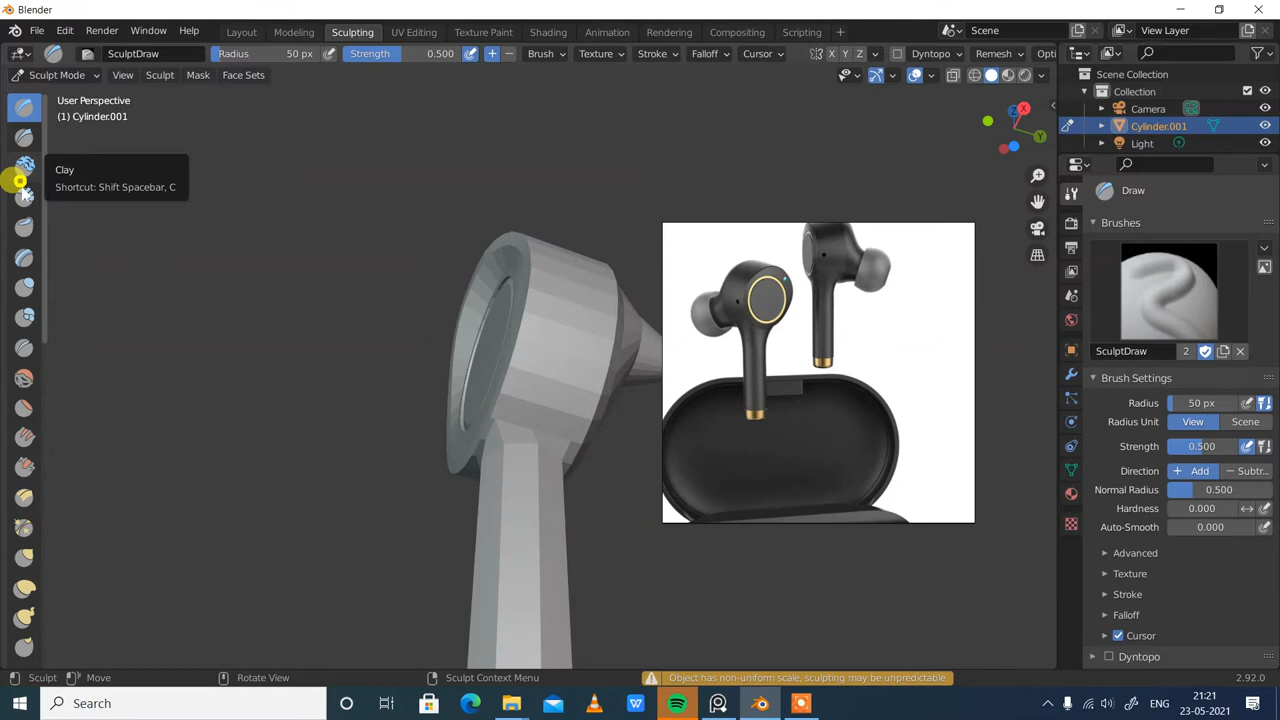 Blender
File Edit Render Window Help Layout Modeling Sculpting UV Editing Texture Paint Shading Animation Rendering Compositing Scripting Scene View Layer
SculptDraw Radius 50 px Strength 0.500 Brush Texture Stroke Falloff Cursor X Y Z Dyntopo Remesh Opti
Sculpt Mode View Sculpt Mask Face Sets
Scene Collection
Collection
Camera
Cylinder.001
Light
User Perspective
(1) Cylinder.001
Clay
Shortcut: Shift Spacebar, C
X
Y
Z
Draw
Brushes
SculptDraw 2
Brush Settings
Radius 50 px
Radius Unit View Scene
Strength 0.500
Direction + Add — Subtr...
Normal Radius 0.500
Hardness 0.000
Auto-Smooth 0.000
Advanced
Texture
Stroke
Falloff
Cursor
Dyntopo
Sculpt Move Rotate View Sculpt Context Menu Object has non-uniform scale, sculpting may be unpredictable 2.92.0
Search ENG 21:21
23-05-2021